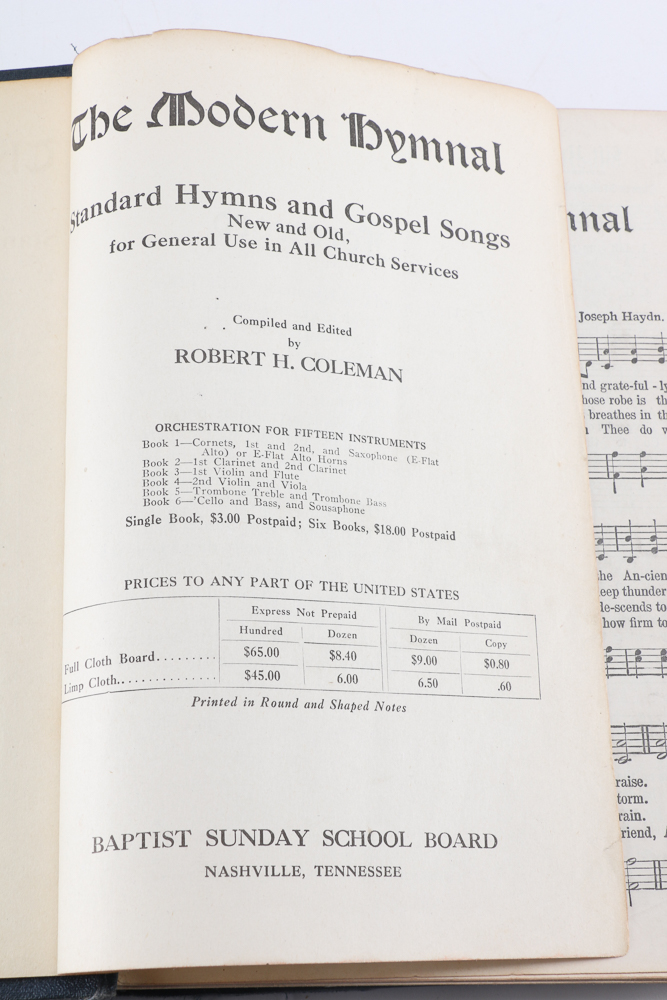 The Modern Hymnal
Standard Hymns and Gospel Songs
New and Old,
for General Use in All Church Services
Compiled and Edited
by
ROBERT H. COLEMAN
ORCHESTRATION FOR FIFTEEN INSTRUMENTS
Book 1—Cornets, 1st and 2nd, and Saxophone (E-Flat
Alto) or E-Flat Alto Horns
Book 2—1st Clarinet and 2nd Clarinet
Book 3—1st Violin and Flute
Book 4—2nd Violin and Viola
Book 5—Trombone Treble and Trombone Bass
Book 6—'Cello and Bass, and Sousaphone
Single Book, $3.00 Postpaid; Six Books, $18.00 Postpaid
PRICES TO ANY PART OF THE UNITED STATES
Express Not Prepaid By Mail Postpaid
Hundred Dozen Dozen Copy
Full Cloth Board......... $65.00 $8.40 $9.00 $0.80
Limp Cloth............... $45.00 6.00 6.50 .60
Printed in Round and Shaped Notes
BAPTIST SUNDAY SCHOOL BOARD
NASHVILLE, TENNESSEE
nnal
Joseph Haydn.
nd grate-ful - ly
hose robe is th
breathes in th
Thee do w
he An-cien
eep thunder
le-scends to
how firm to
raise.
torm.
rain.
riend,